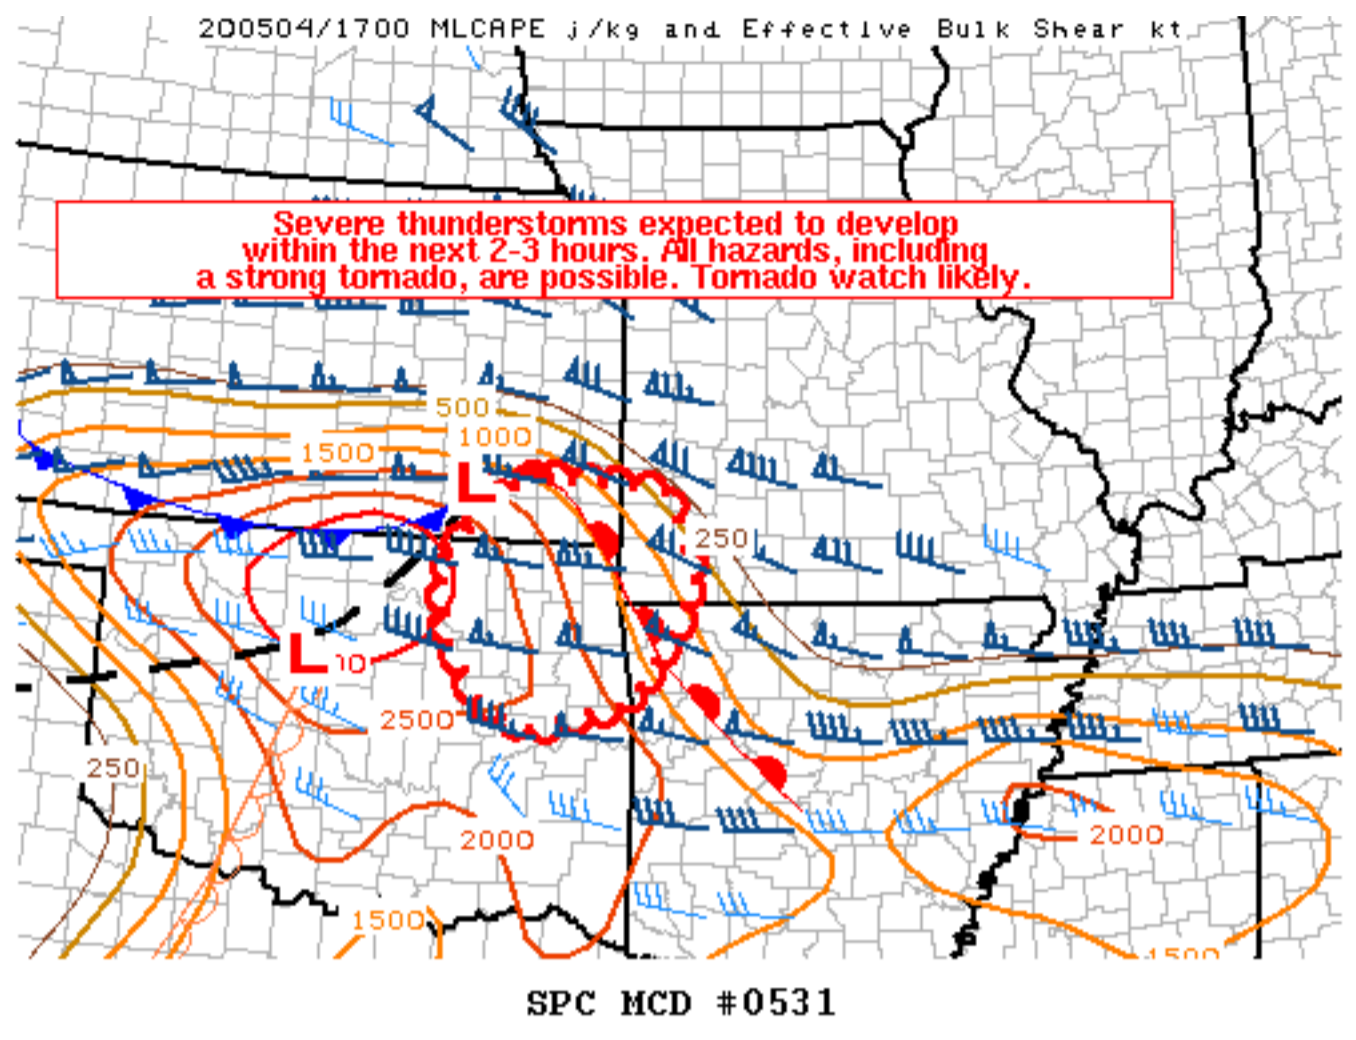 200504/1700 MLCAPE j/kg and Effective Bulk Shear kt
Severe thunderstorms expected to develop
within the next 2-3 hours. All hazards, including
a strong tornado, are possible. Tornado watch likely.
500
1000
1500
L
250
L
2500
250
2000
2000
1500
1500
SPC MCD #0531